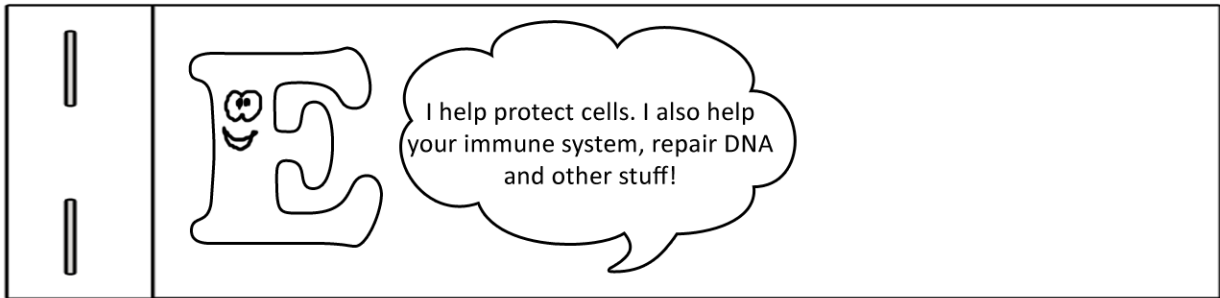 E
I help protect cells. I also help
your immune system, repair DNA
and other stuff!